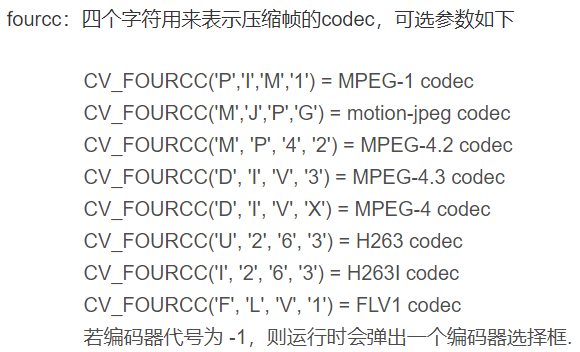 fourcc：四个字符用来表示压缩帧的codec，可选参数如下
CV_FOURCC('P','I','M','1') = MPEG-1 codec
CV_FOURCC('M','J','P','G') = motion-jpeg codec
CV_FOURCC('M', 'P', '4', '2') = MPEG-4.2 codec
CV_FOURCC('D', 'I', 'V', '3') = MPEG-4.3 codec
CV_FOURCC('D', 'I', 'V', 'X') = MPEG-4 codec
CV_FOURCC('U', '2', '6', '3') = H263 codec
CV_FOURCC('I', '2', '6', '3') = H263I codec
CV_FOURCC('F', 'L', 'V', '1') = FLV1 codec
若编码器代号为 -1，则运行时会弹出一个编码器选择框.